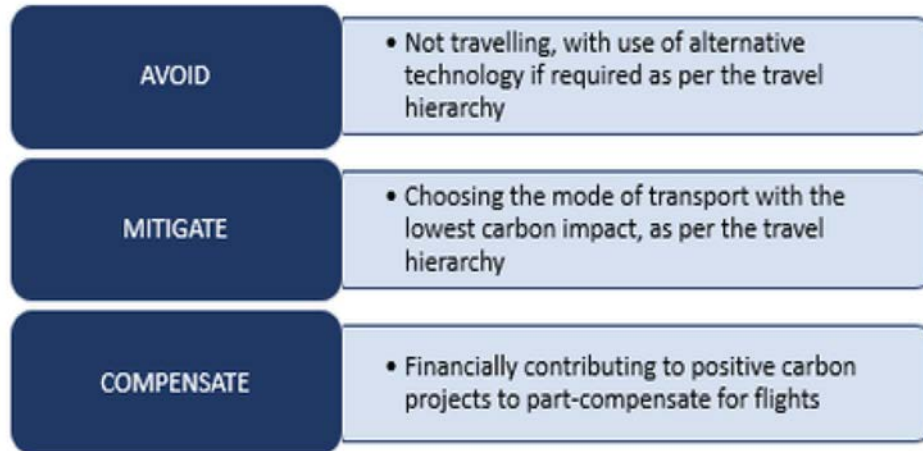 AVOID
• Not travelling, with use of alternative
technology if required as per the travel
hierarchy
MITIGATE
• Choosing the mode of transport with the
lowest carbon impact, as per the travel
hierarchy
COMPENSATE
• Financially contributing to positive carbon
projects to part-compensate for flights